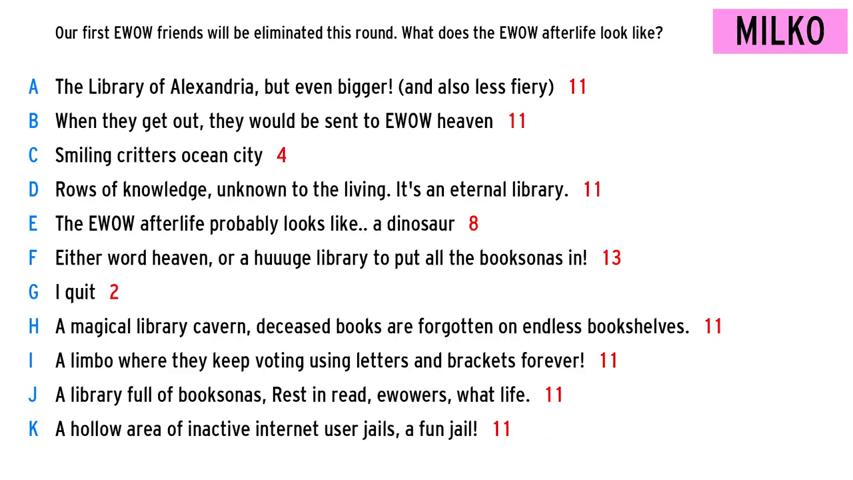 Our first EWOW friends will be eliminated this round. What does the EWOW afterlife look like?
MILKO
A The Library of Alexandria, but even bigger! (and also less fiery) 11
B When they get out, they would be sent to EWOW heaven 11
C Smiling critters ocean city 4
D Rows of knowledge, unknown to the living. It's an eternal library. 11
E The EWOW afterlife probably looks like.. a dinosaur 8
F Either word heaven, or a huuuge library to put all the booksonas in! 13
G I quit 2
H A magical library cavern, deceased books are forgotten on endless bookshelves. 11
I A limbo where they keep voting using letters and brackets forever! 11
J A library full of booksonas, Rest in read, ewowers, what life. 11
K A hollow area of inactive internet user jails, a fun jail! 11